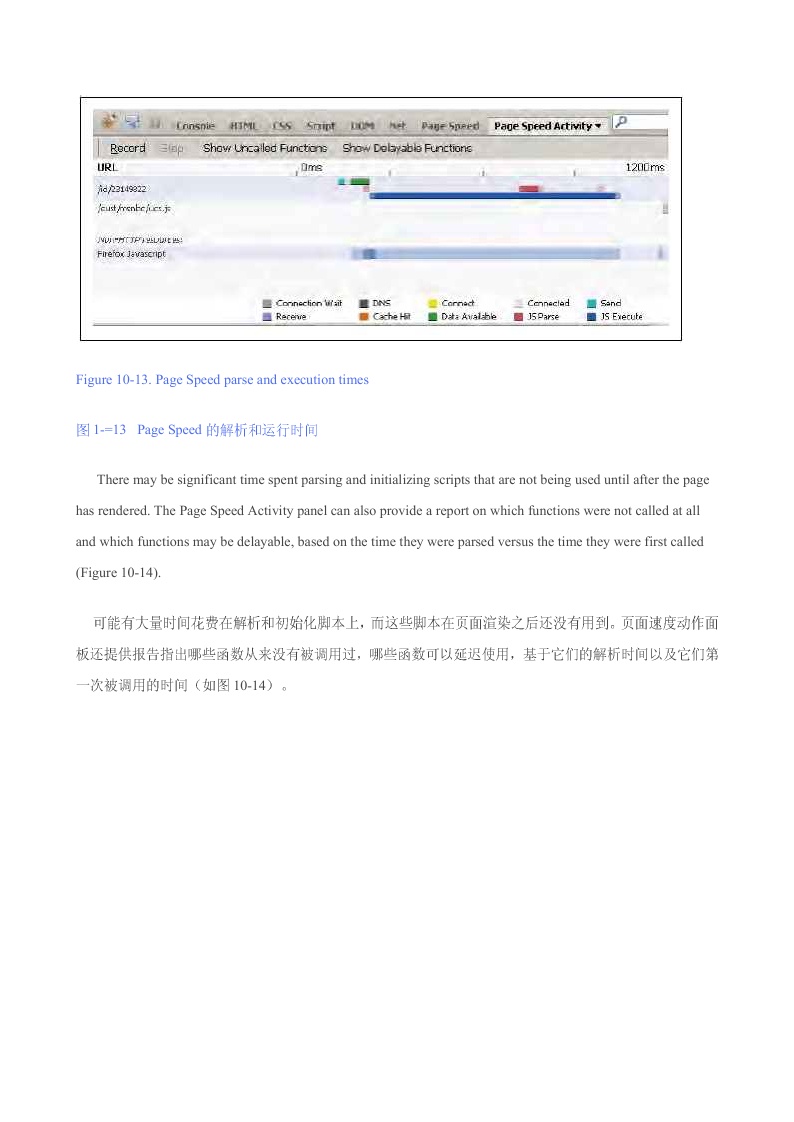 Console HTML CSS Script DOM Net Page Speed Page Speed Activity ▾
Record Stop Show Uncalled Functions Show Delayable Functions
URL 0ms 1200ms
/id/23149822
Firefox Javascript
Connection Wait DNS Connect Connected Send
Receive Cache Hit Data Available JS Parse JS Execute
Figure 10-13. Page Speed parse and execution times
图 1-=13 Page Speed 的解析和运行时间
There may be significant time spent parsing and initializing scripts that are not being used until after the page
has rendered. The Page Speed Activity panel can also provide a report on which functions were not called at all
and which functions may be delayable, based on the time they were parsed versus the time they were first called
(Figure 10-14).
可能有大量时间花费在解析和初始化脚本上，而这些脚本在页面渲染之后还没有用到。页面速度动作面
板还提供报告指出哪些函数从来没有被调用过，哪些函数可以延迟使用，基于它们的解析时间以及它们第
一次被调用的时间（如图 10-14）。